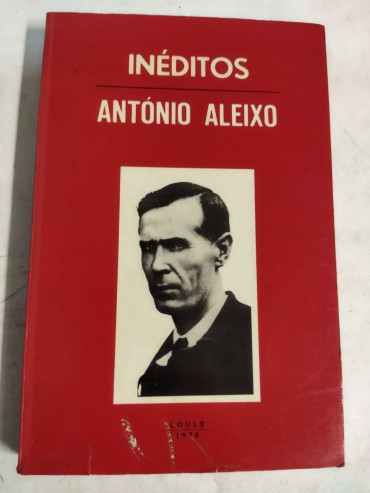 INÉDITOS
ANTÓNIO ALEIXO
LOULÉ
1978